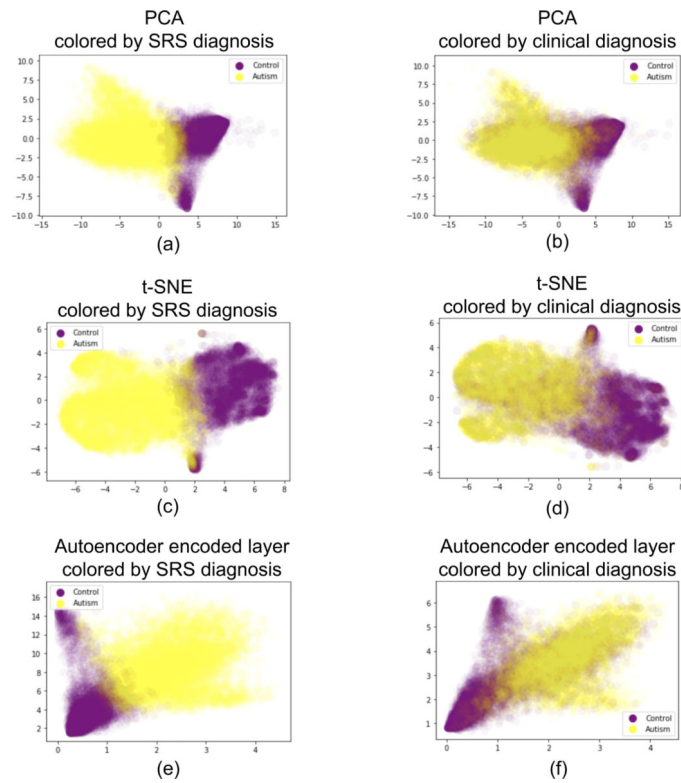 PCA
colored by SRS diagnosis
PCA
colored by clinical diagnosis
10.0
7.5
5.0
2.5
0.0
−2.5
−5.0
−7.5
−10.0
Control
Autism
−15 −10 −5 0 5 10 15
(a)
10.0
7.5
5.0
2.5
0.0
−2.5
−5.0
−7.5
−10.0
Control
Autism
−15 −10 −5 0 5 10 15
(b)
t-SNE
colored by SRS diagnosis
t-SNE
colored by clinical diagnosis
6
4
2
0
−2
−4
−6
Control
Autism
−6 −4 −2 0 2 4 6 8
(c)
6
4
2
0
−2
−4
−6
Control
Autism
−6 −4 −2 0 2 4 6 8
(d)
Autoencoder encoded layer
colored by SRS diagnosis
Autoencoder encoded layer
colored by clinical diagnosis
16
14
12
10
8
6
4
2
Control
Autism
0 1 2 3 4
(e)
6
5
4
3
2
1
Control
Autism
0 1 2 3 4
(f)